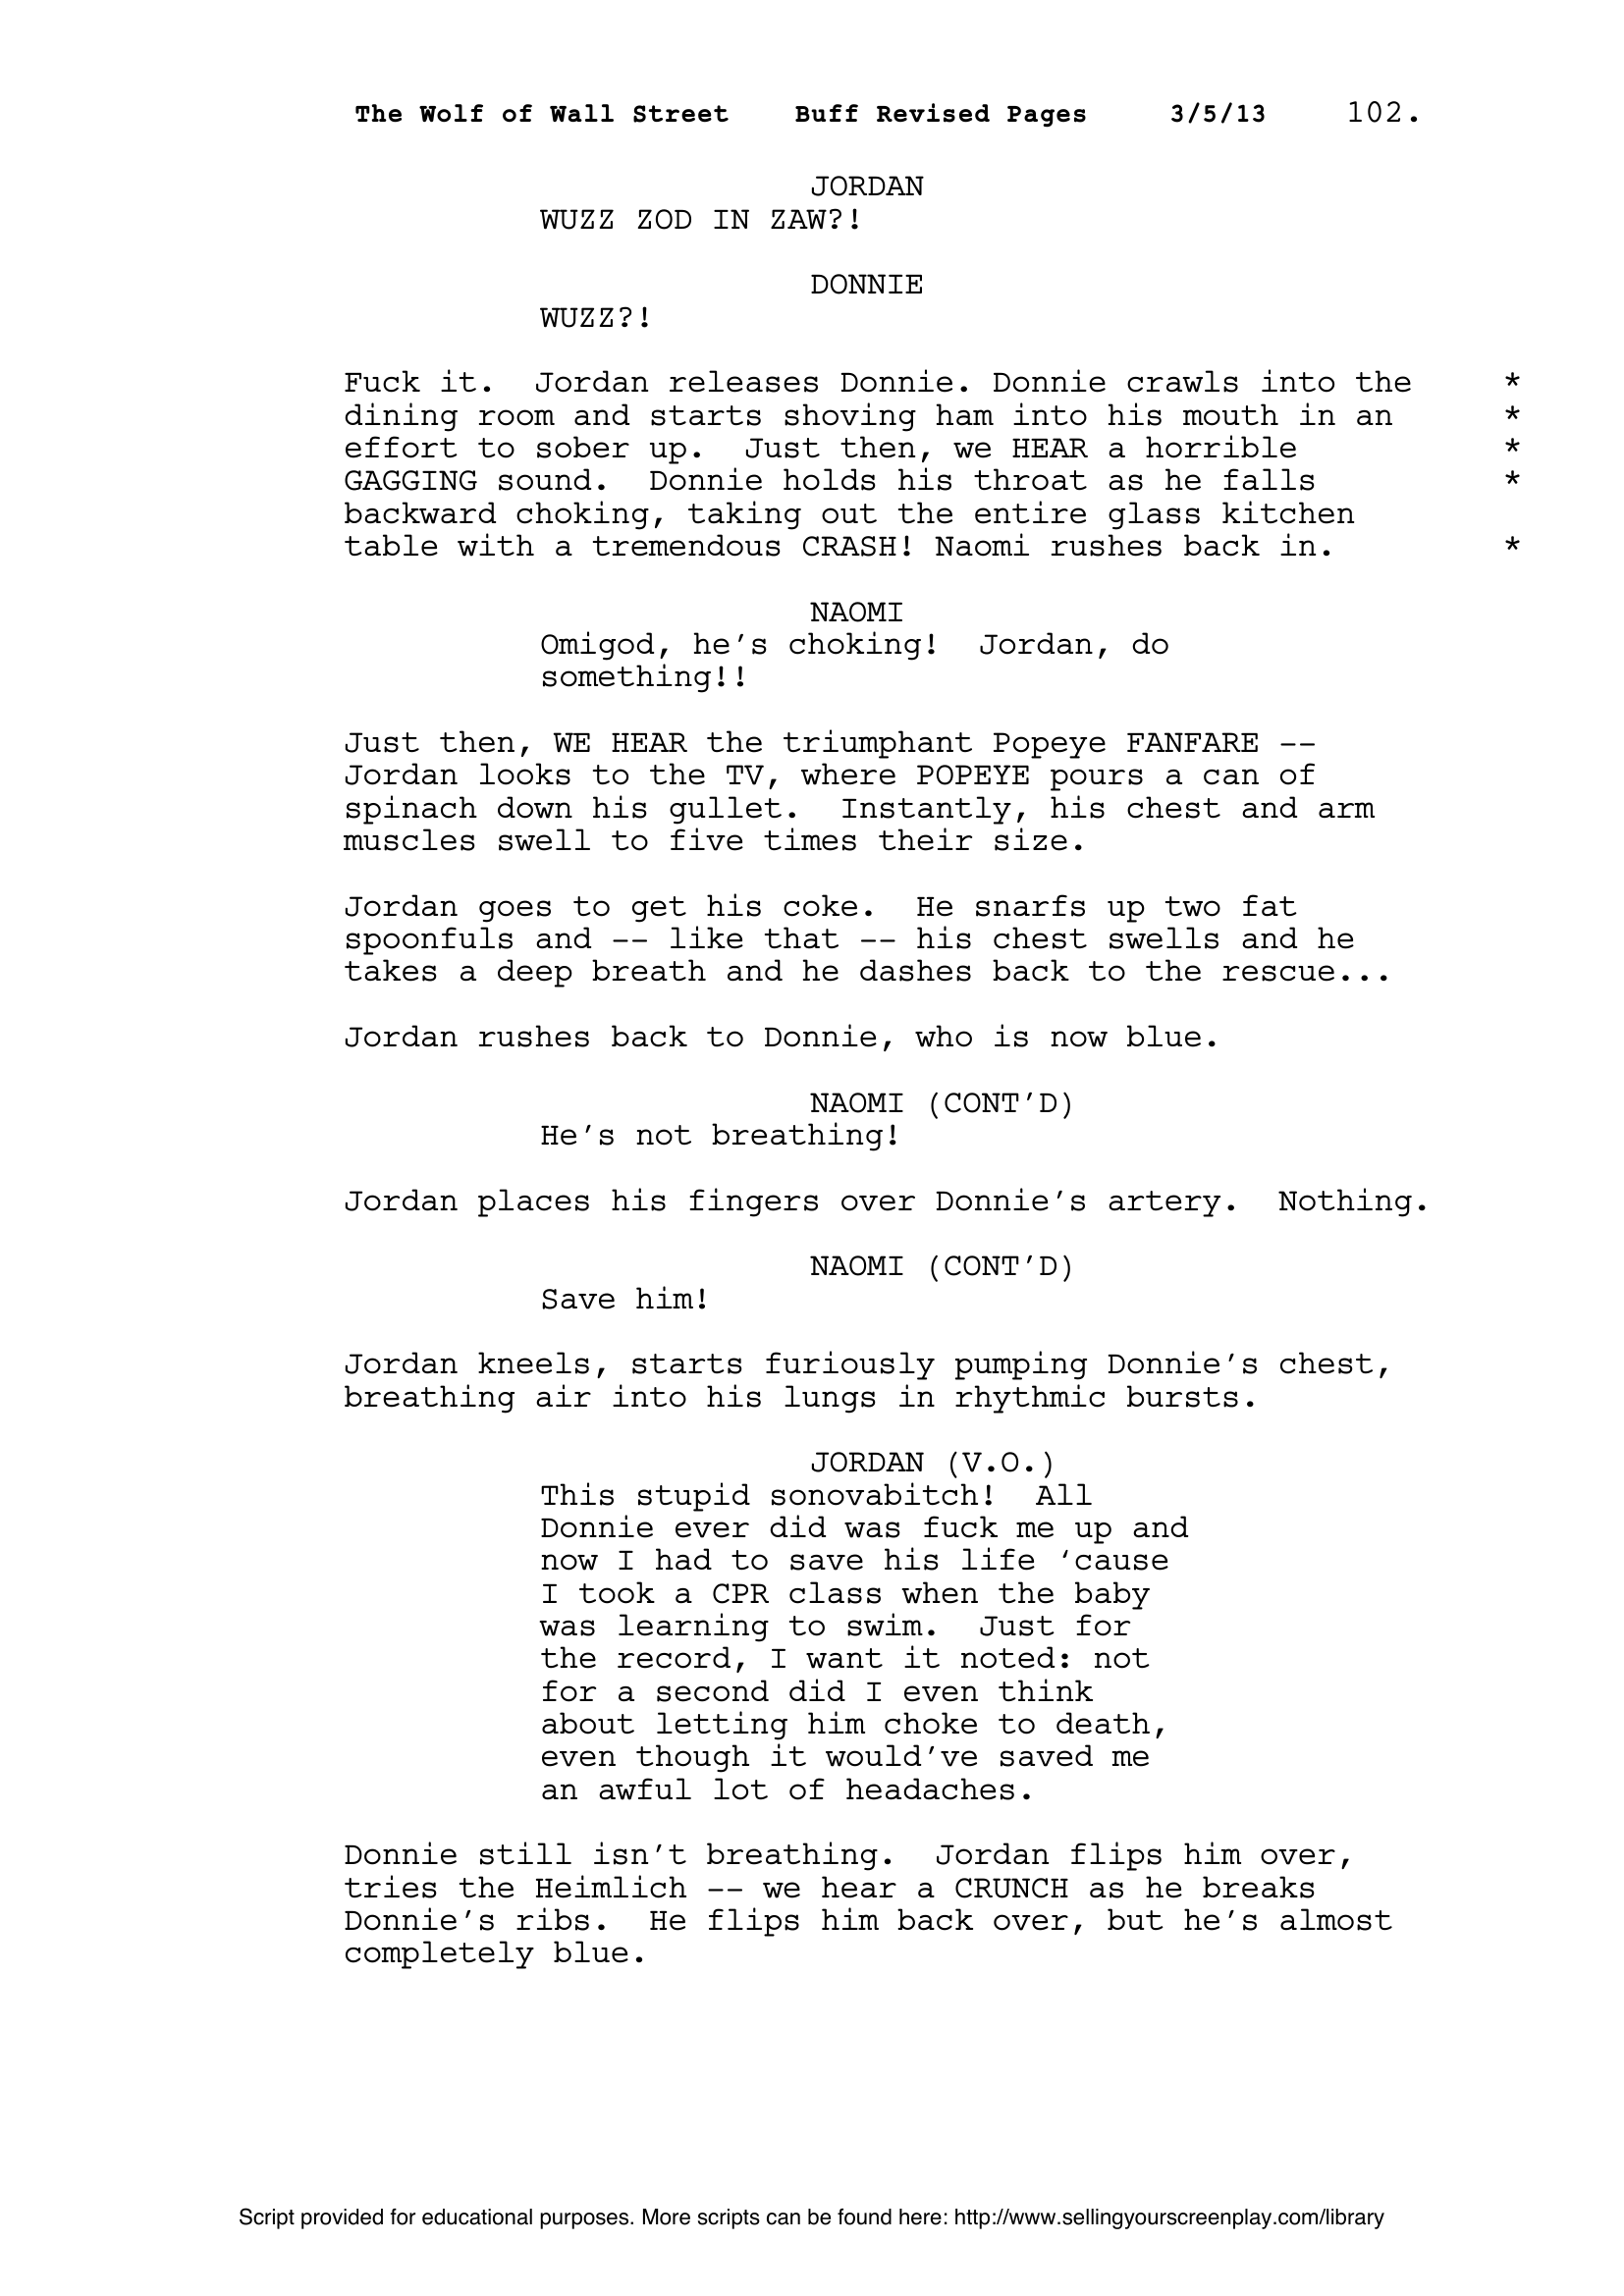 The Wolf of Wall Street    Buff Revised Pages    3/5/13    102.
JORDAN
WUZZ ZOD IN ZAW?!
DONNIE
WUZZ?!
Fuck it.  Jordan releases Donnie. Donnie crawls into the *
dining room and starts shoving ham into his mouth in an *
effort to sober up.  Just then, we HEAR a horrible *
GAGGING sound.  Donnie holds his throat as he falls *
backward choking, taking out the entire glass kitchen
table with a tremendous CRASH! Naomi rushes back in. *
NAOMI
Omigod, he’s choking!  Jordan, do
something!!
Just then, WE HEAR the triumphant Popeye FANFARE --
Jordan looks to the TV, where POPEYE pours a can of
spinach down his gullet.  Instantly, his chest and arm
muscles swell to five times their size.
Jordan goes to get his coke.  He snarfs up two fat
spoonfuls and -- like that -- his chest swells and he
takes a deep breath and he dashes back to the rescue...
Jordan rushes back to Donnie, who is now blue.
NAOMI (CONT’D)
He’s not breathing!
Jordan places his fingers over Donnie’s artery.  Nothing.
NAOMI (CONT’D)
Save him!
Jordan kneels, starts furiously pumping Donnie’s chest,
breathing air into his lungs in rhythmic bursts.
JORDAN (V.O.)
This stupid sonovabitch!  All
Donnie ever did was fuck me up and
now I had to save his life ‘cause
I took a CPR class when the baby
was learning to swim.  Just for
the record, I want it noted: not
for a second did I even think
about letting him choke to death,
even though it would’ve saved me
an awful lot of headaches.
Donnie still isn’t breathing.  Jordan flips him over,
tries the Heimlich -- we hear a CRUNCH as he breaks
Donnie’s ribs.  He flips him back over, but he’s almost
completely blue.
Script provided for educational purposes. More scripts can be found here: http://www.sellingyourscreenplay.com/library